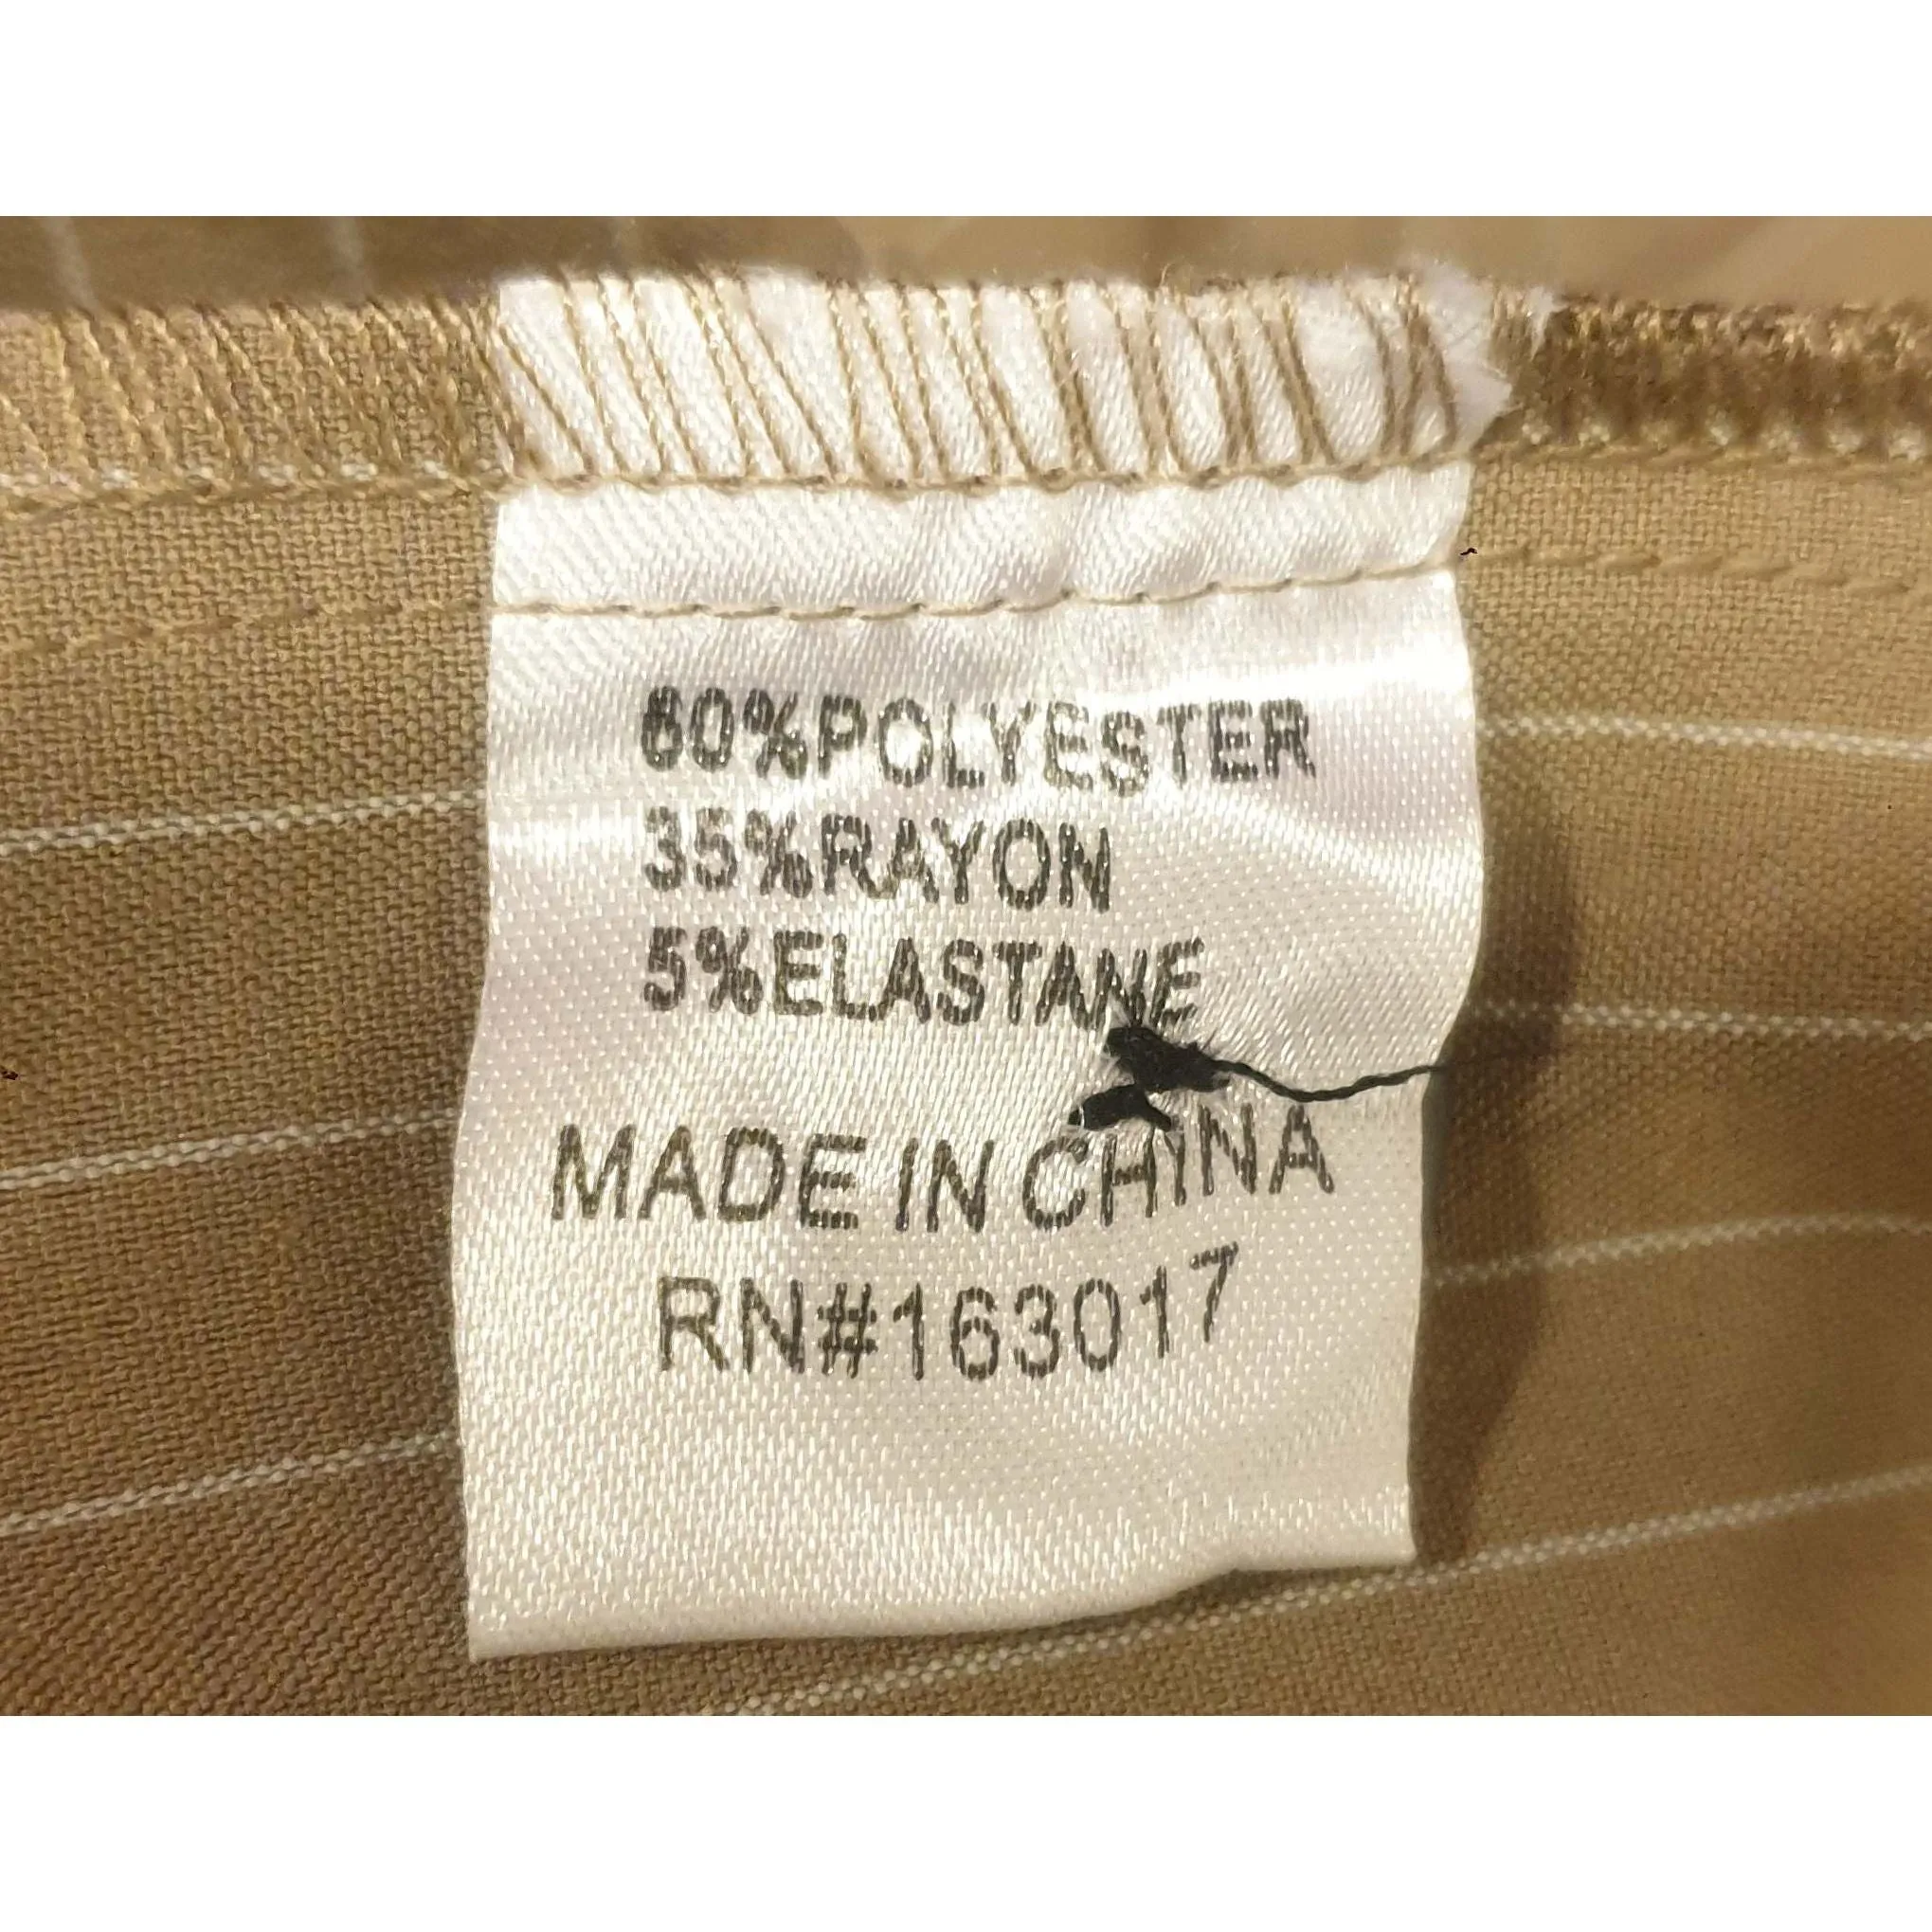 60%POLYESTER
35%RAYON
5%ELASTANE
MADE IN CHINA
RN#163017